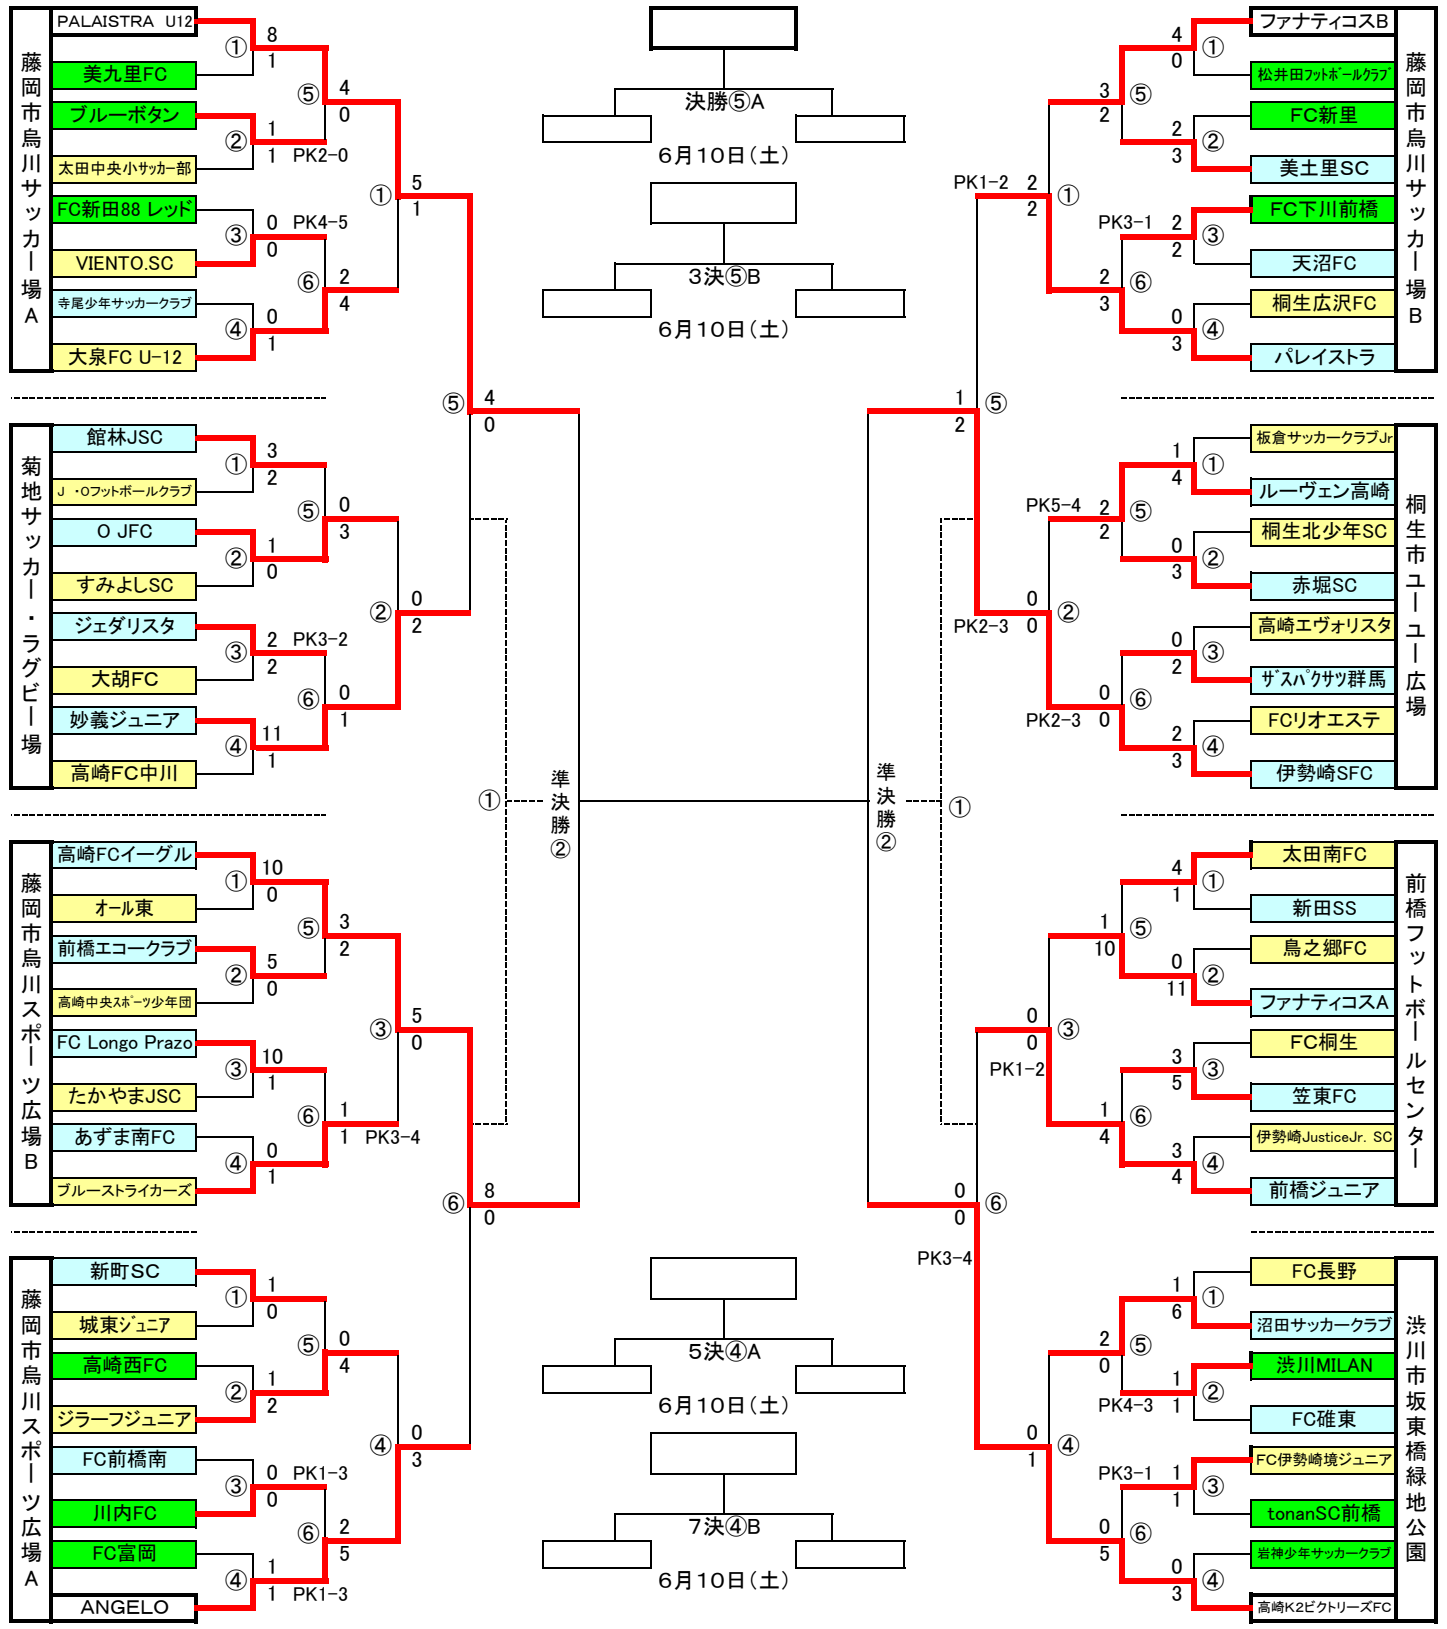 藤岡市烏川サッカー場A
PALAISTRA U12
① 8
1
美九里FC
⑤ 4
0
ブルーボタン
② 1
1 PK2-0
太田中央小サッカー部
① 5
1
FC新田88 レッド
③ 0 PK4-5
0
VIENTO.SC
⑥ 2
4
寺尾少年サッカークラブ
④ 0
1
大泉FC U-12
⑤ 4
0
菊地サッカー・ラグビー場
館林JSC
① 3
2
J ・Oフットボールクラブ
⑤ 0
3
O JFC
② 1
0
すみよしSC
② 0
2
ジェダリスタ
③ 2 PK3-2
2
大胡FC
⑥ 0
1
妙義ジュニア
④ 11
1
高崎FC中川
① 準決勝②
藤岡市烏川スポーツ広場B
高崎FCイーグル
① 10
0
オール東
⑤ 3
2
前橋エコークラブ
② 5
0
高崎中央スポーツ少年団
③ 5
0
FC Longo Prazo
③ 10
1
たかやまJSC
⑥ 1
1 PK3-4
あずま南FC
④ 0
1
ブルーストライカーズ
⑥ 8
0
藤岡市烏川スポーツ広場A
新町SC
① 1
0
城東ジュニア
⑤ 0
4
高崎西FC
② 1
2
ジラーフジュニア
④ 0
3
FC前橋南
③ 0 PK1-3
0
川内FC
⑥ 2
5
FC富岡
④ 1
1 PK1-3
ANGELO
決勝⑤A
6月10日(土)
3決⑤B
6月10日(土)
5決④A
6月10日(土)
7決④B
6月10日(土)
藤岡市烏川サッカー場B
ファナティコスB
4 ①
0
松井田フットボールクラブ
3 ⑤
2
FC新里
2 ②
3
美土里SC
PK1-2 2 ①
2
FC下川前橋
PK3-1 2 ③
2
天沼FC
2 ⑥
3
桐生広沢FC
0 ④
3
パレイストラ
1 ⑤
2
桐生市ユーユー広場
板倉サッカークラブJr
1 ①
4
ルーヴェン高崎
PK5-4 2 ⑤
2
桐生北少年SC
0 ②
3
赤堀SC
0 ②
PK2-3 0
高崎エヴォリスタ
0 ③
2
ザスパクサツ群馬
0 ⑥
PK2-3 0
FCリオエステ
2 ④
3
伊勢崎SFC
準決勝② ①
前橋フットボールセンター
太田南FC
4 ①
1
新田SS
1 ⑤
10
鳥之郷FC
0 ②
11
ファナティコスA
0 ③
0
PK1-2
FC桐生
3 ③
5
笠東FC
1 ⑥
4
伊勢崎JusticeJr. SC
3 ④
4
前橋ジュニア
0 ⑥
0
PK3-4
渋川市坂東橋緑地公園
FC長野
1 ①
6
沼田サッカークラブ
2 ⑤
0
渋川MILAN
1 ②
PK4-3 1
FC碓東
0 ④
1
FC伊勢崎境ジュニア
PK3-1 1 ③
1
tonanSC前橋
0 ⑥
5
岩神少年サッカークラブ
0 ④
3
高崎K2ビクトリーズFC